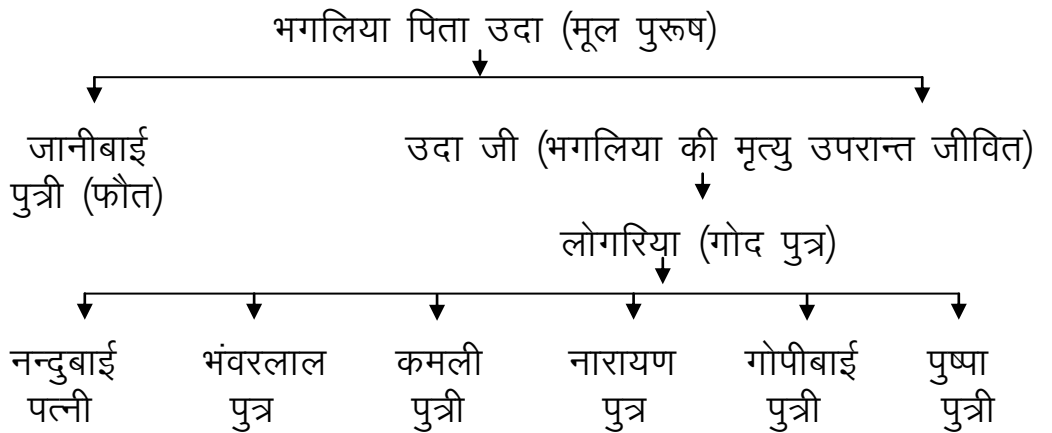 भगलिया पिता उदा (मूल पुरूष)
जानीबाई उदा जी (भगलिया की मृत्यु उपरान्त जीवित)
पुत्री (फौत)
लोगरिया (गोद पुत्र)
नन्दुबाई भंवरलाल कमली नारायण गोपीबाई पुष्पा
पत्नी पुत्र पुत्री पुत्र पुत्री पुत्री